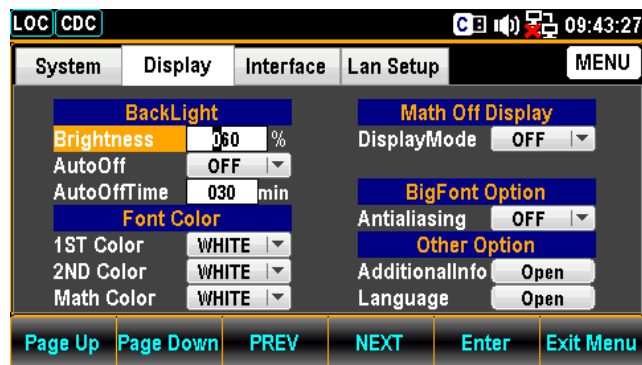 LOC CDC C 09:43:27
System Display Interface Lan Setup MENU
BackLight
Brightness 060 %
AutoOff OFF
AutoOffTime 030 min
Font Color
1ST Color WHITE
2ND Color WHITE
Math Color WHITE
Math Off Display
DisplayMode OFF
BigFont Option
Antialiasing OFF
Other Option
AdditionalInfo Open
Language Open
Page Up Page Down PREV NEXT Enter Exit Menu